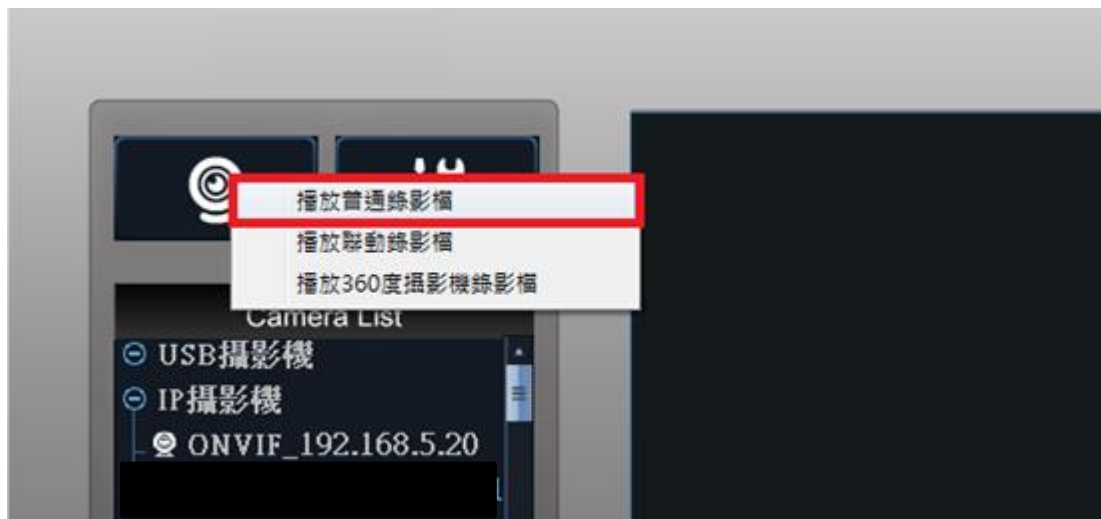 播放普通錄影檔
播放聯動錄影檔
播放360度攝影機錄影檔
Camera List
USB攝影機
IP攝影機
ONVIF_192.168.5.20